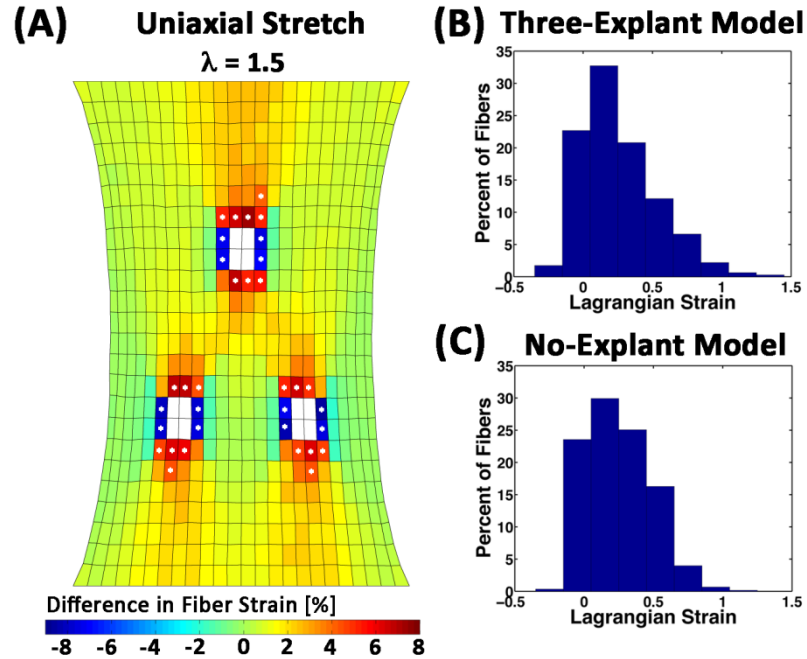 (A) Uniaxial Stretch
λ = 1.5
Difference in Fiber Strain [%]
-8 -6 -4 -2 0 2 4 6 8
(B) Three-Explant Model
Percent of Fibers
35
30
25
20
15
10
5
0
-0.5 0 0.5 1 1.5
Lagrangian Strain
(C) No-Explant Model
Percent of Fibers
35
30
25
20
15
10
5
0
-0.5 0 0.5 1 1.5
Lagrangian Strain